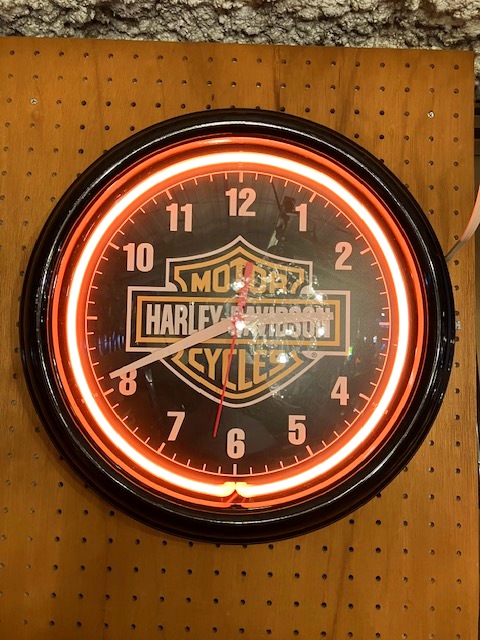 12
11 1
10 2
MOTOR
HARLEY-DAVIDSON
CYCLES
®
8 4
7 5
6